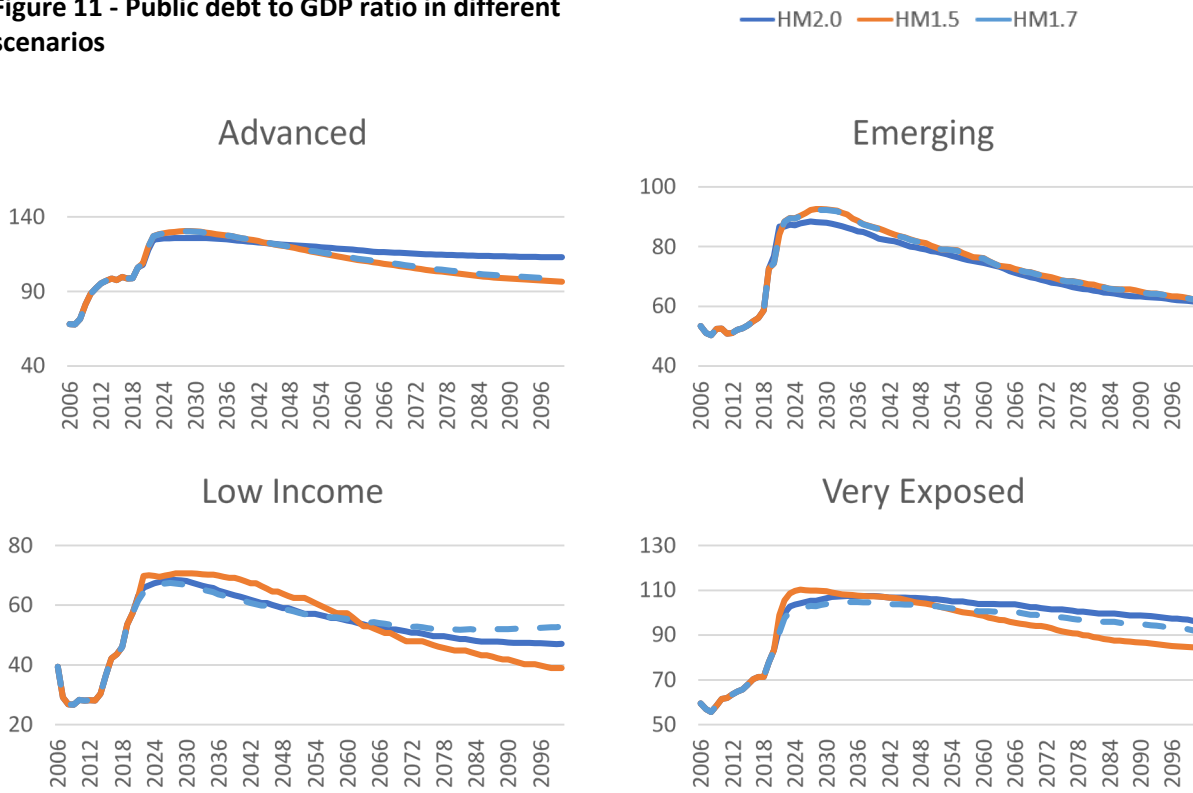 Figure 11 - Public debt to GDP ratio in different
scenarios
HM2.0 HM1.5 HM1.7
Advanced
140
90
40
2006 2012 2018 2024 2030 2036 2042 2048 2054 2060 2066 2072 2078 2084 2090 2096
Emerging
100
80
60
40
2006 2012 2018 2024 2030 2036 2042 2048 2054 2060 2066 2072 2078 2084 2090 2096
Low Income
80
60
40
20
2006 2012 2018 2024 2030 2036 2042 2048 2054 2060 2066 2072 2078 2084 2090 2096
Very Exposed
130
110
90
70
50
2006 2012 2018 2024 2030 2036 2042 2048 2054 2060 2066 2072 2078 2084 2090 2096